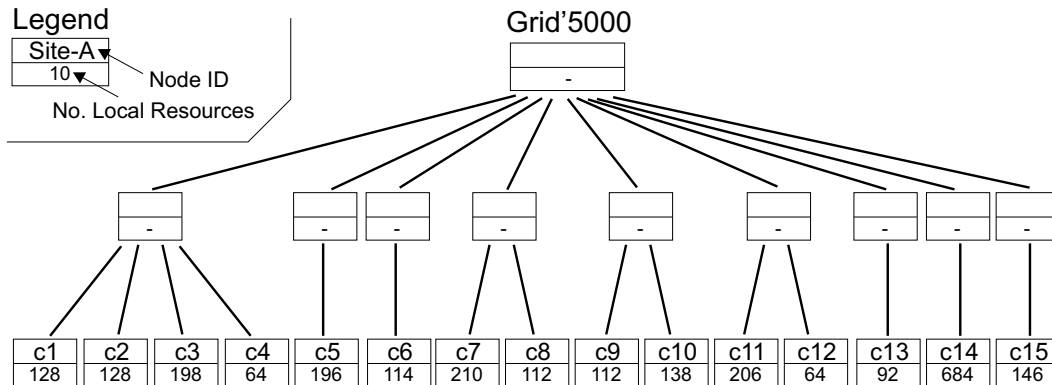 Legend
Site-A
10
Node ID
No. Local Resources
Grid'5000
-
- - - - - - - - -
c1 c2 c3 c4 c5 c6 c7 c8 c9 c10 c11 c12 c13 c14 c15
128 128 198 64 196 114 210 112 112 138 206 64 92 684 146